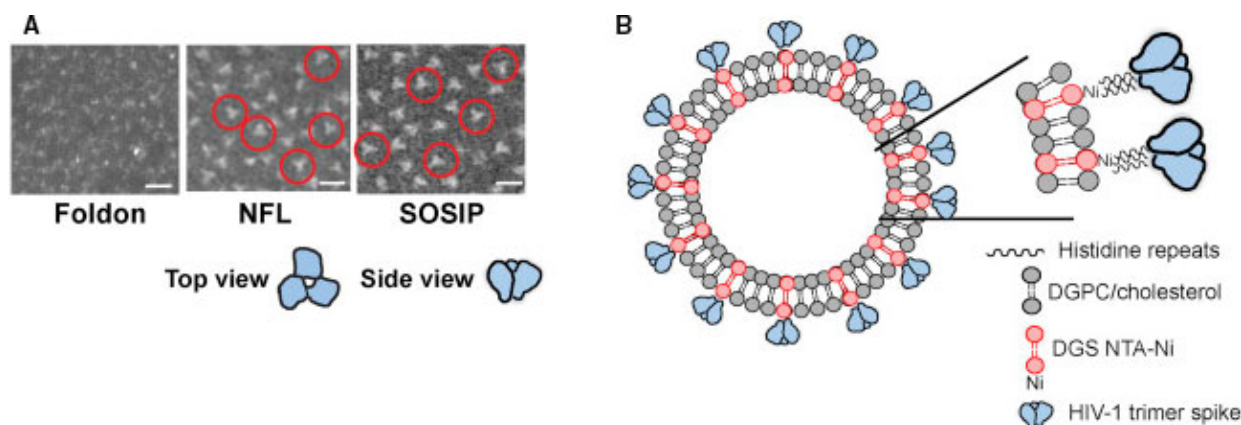 A
Foldon
NFL
SOSIP
Top view
Side view
B
Ni
Ni
Histidine repeats
DGPC/cholesterol
DGS NTA-Ni
Ni
HIV-1 trimer spike